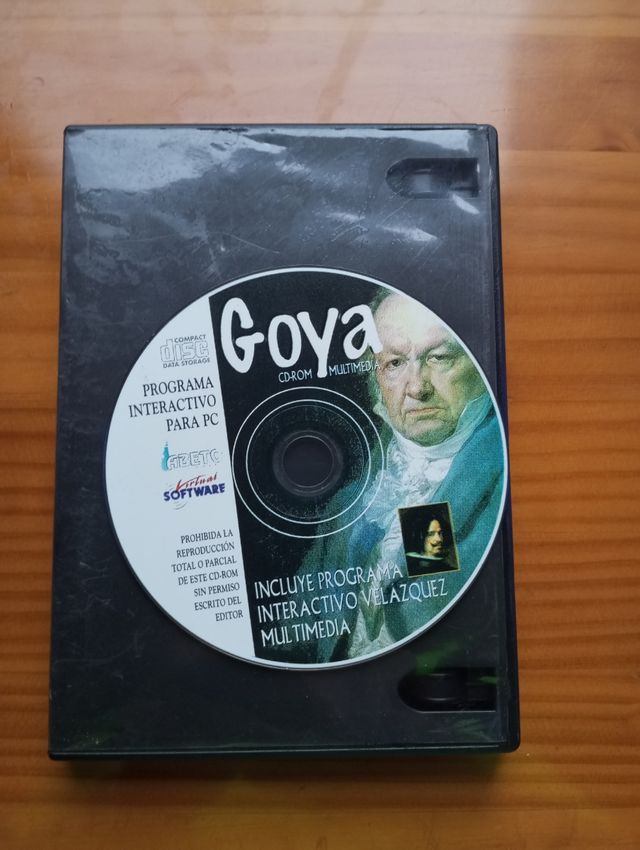 Goya
CD-ROM MULTIMEDIA
COMPACT
disc
DATA STORAGE
PROGRAMA
INTERACTIVO
PARA PC
ABETO
Virtual
SOFTWARE
PROHIBIDA LA
REPRODUCCIÓN
TOTAL O PARCIAL
DE ESTE CD-ROM
SIN PERMISO
ESCRITO DEL
EDITOR
INCLUYE PROGRAMA
INTERACTIVO VELAZQUEZ
MULTIMEDIA